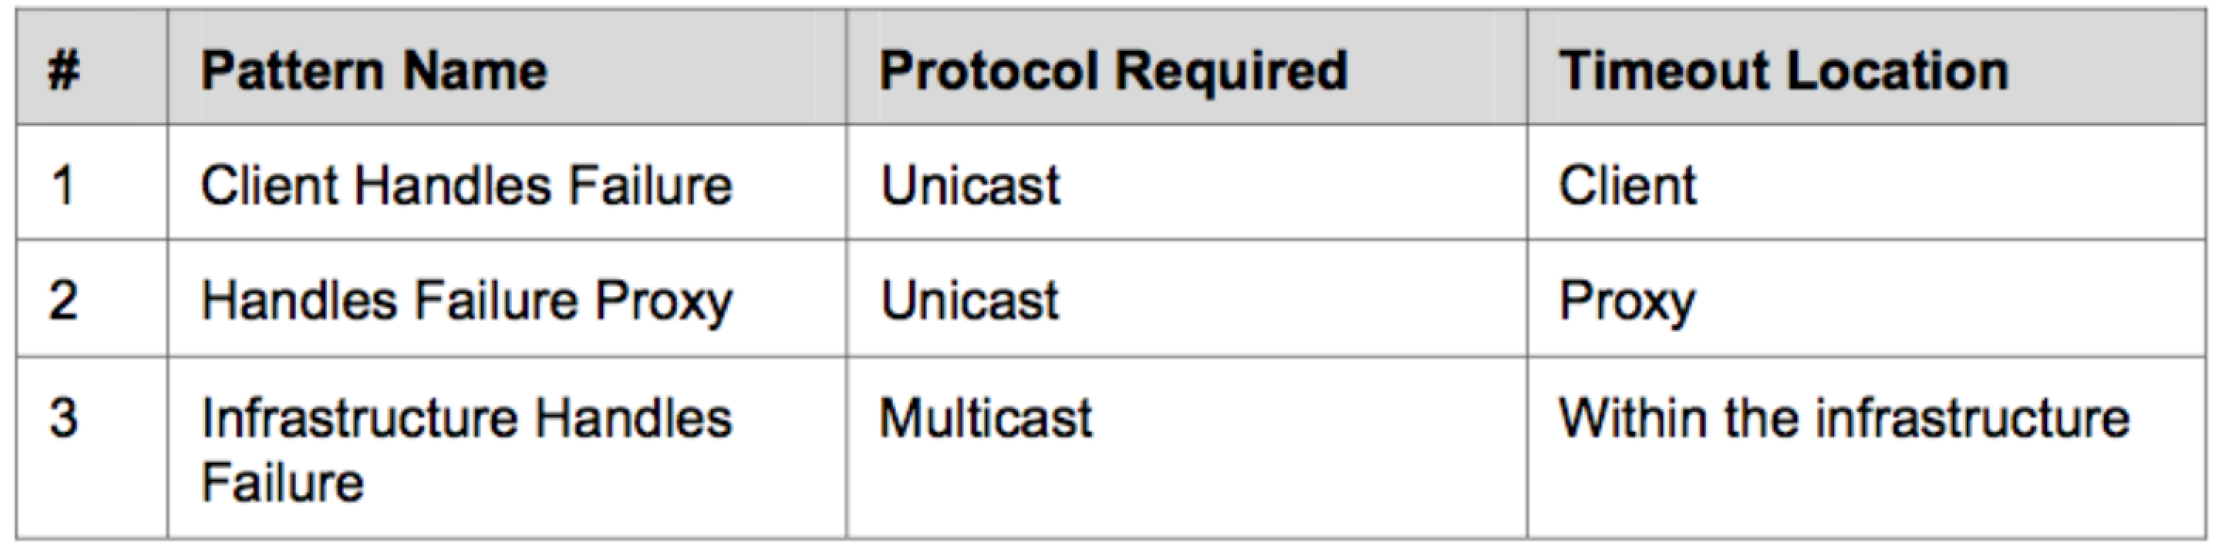 # Pattern Name Protocol Required Timeout Location
1 Client Handles Failure Unicast Client
2 Handles Failure Proxy Unicast Proxy
3 Infrastructure Handles Multicast Within the infrastructure
Failure